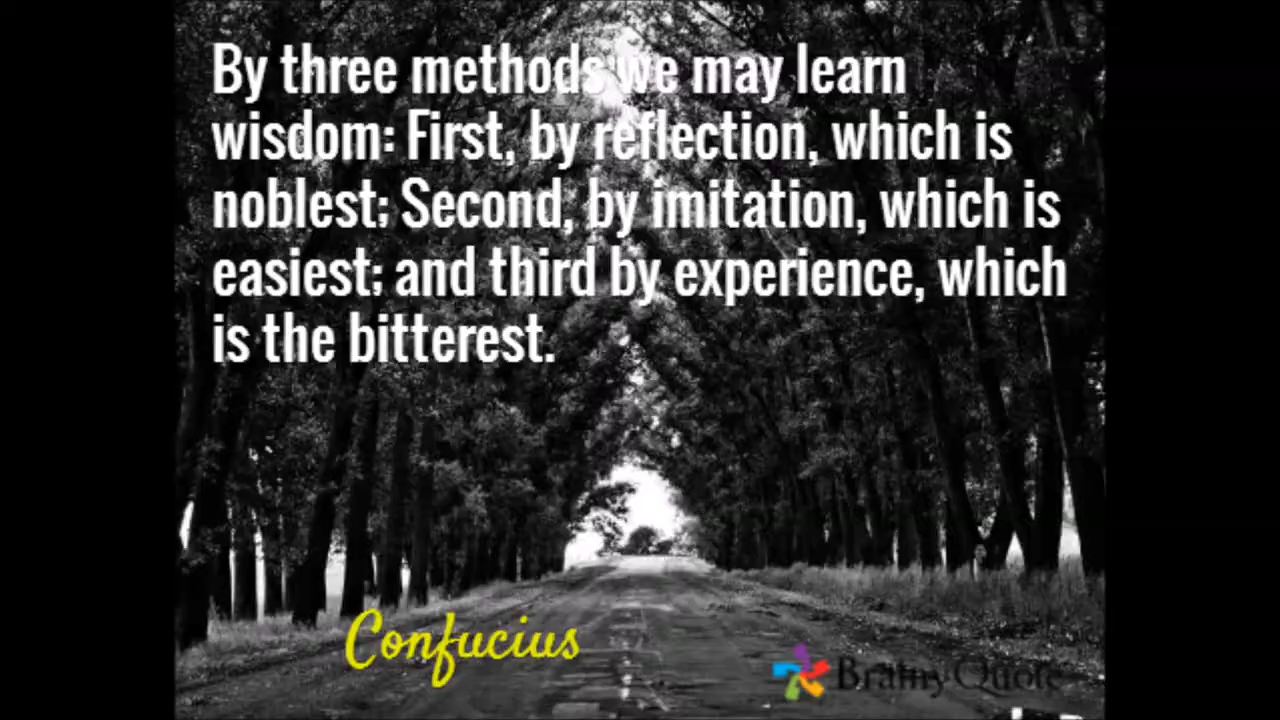 By three methods we may learn
wisdom: First, by reflection, which is
noblest; Second, by imitation, which is
easiest; and third by experience, which
is the bitterest.
Confucius
BrainyQuote